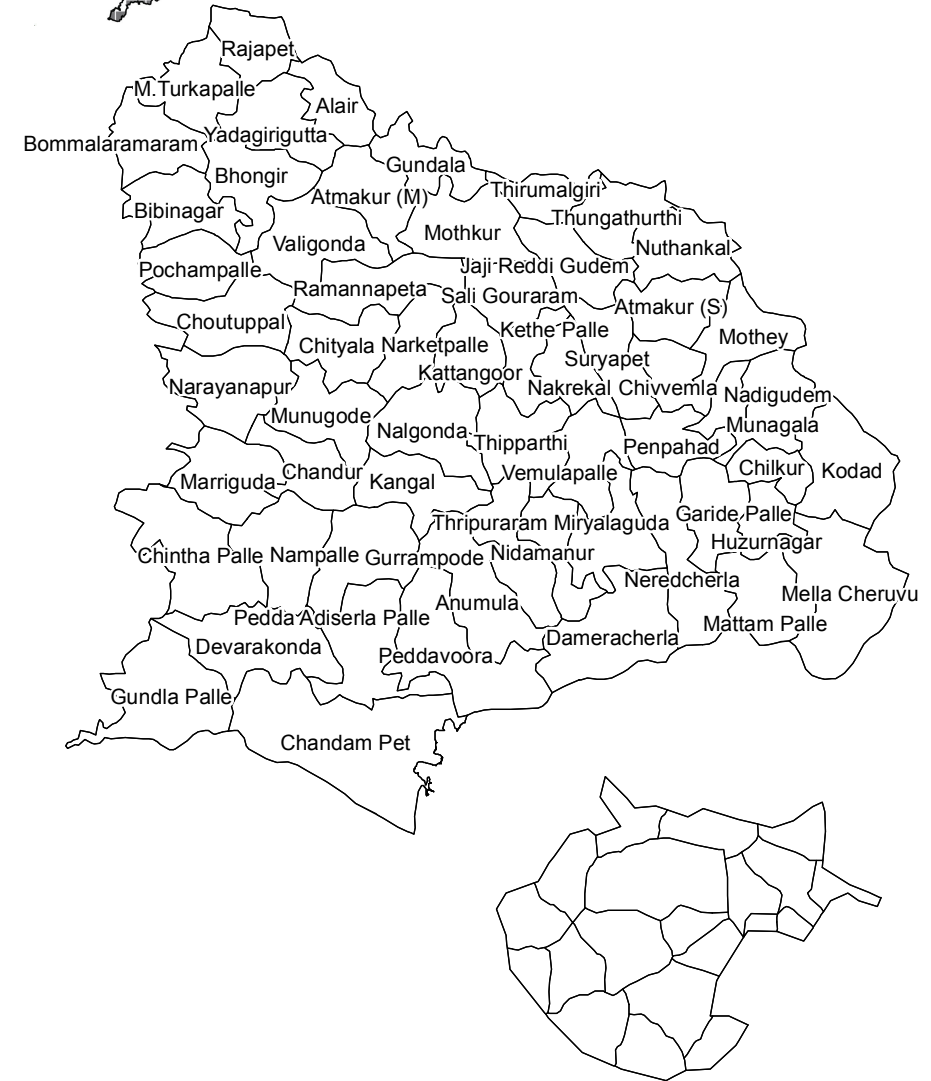 Rajapet
M.Turkapalle
Alair
Yadagirigutta
Bommalaramaram
Gundala
Bhongir
Thirumalgiri
Atmakur (M)
Bibinagar
Thungathurthi
Mothkur
Valigonda
Nuthankal
Pochampalle
Jaji Reddi Gudem
Ramannapeta
Sali Gouraram
Atmakur (S)
Choutuppal
Kethe Palle
Mothey
Chityala
Narketpalle
Suryapet
Kattangoor
Narayanapur
Nakrekal
Chivvemla
Nadigudem
Munugode
Munagala
Nalgonda
Thipparthi
Penpahad
Chandur
Vemulapalle
Chilkur
Kodad
Marriguda
Kangal
Garide Palle
Thripuraram
Miryalaguda
Huzurnagar
Chintha Palle
Nampalle
Gurrampode
Nidamanur
Neredcherla
Mella Cheruvu
Anumula
Pedda Adiserla Palle
Mattam Palle
Dameracherla
Devarakonda
Peddavoora
Gundla Palle
Chandam Pet